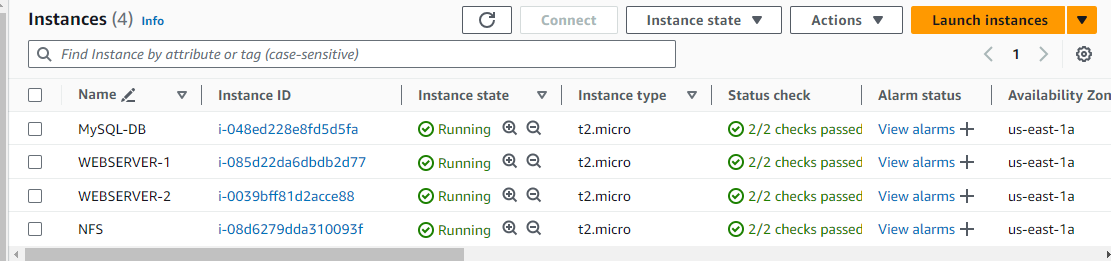 Instances (4) Info Connect Instance state Actions Launch instances
Find Instance by attribute or tag (case-sensitive) 1
Name Instance ID Instance state Instance type Status check Alarm status Availability Zon
MySQL-DB i-048ed228e8fd5d5fa Running t2.micro 2/2 checks passed View alarms us-east-1a
WEBSERVER-1 i-085d22da6dbdb2d77 Running t2.micro 2/2 checks passed View alarms us-east-1a
WEBSERVER-2 i-0039bff81d2acce88 Running t2.micro 2/2 checks passed View alarms us-east-1a
NFS i-08d6279dda310093f Running t2.micro 2/2 checks passed View alarms us-east-1a